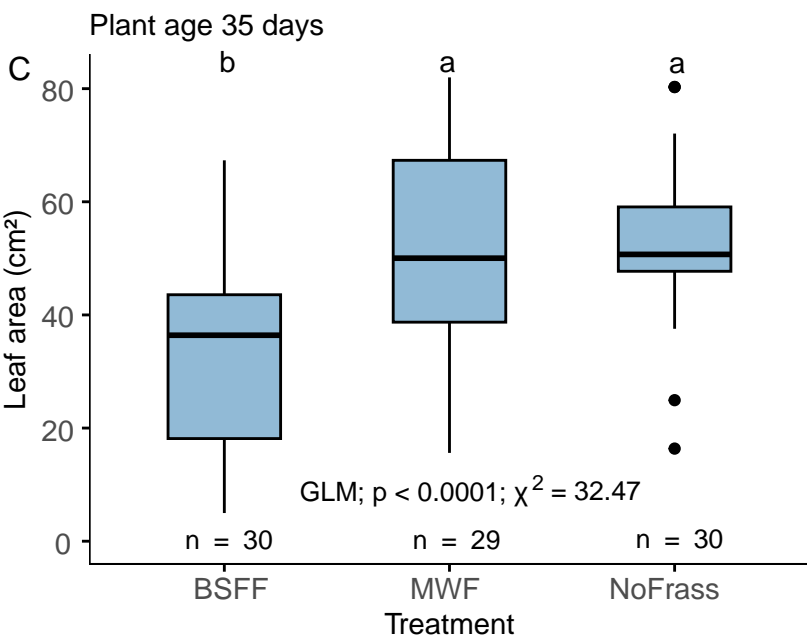 Plant age 35 days
C
b a a
80
60
40
20
0
Leaf area (cm²)
GLM; p < 0.0001; χ² = 32.47
n = 30 n = 29 n = 30
BSFF MWF NoFrass
Treatment